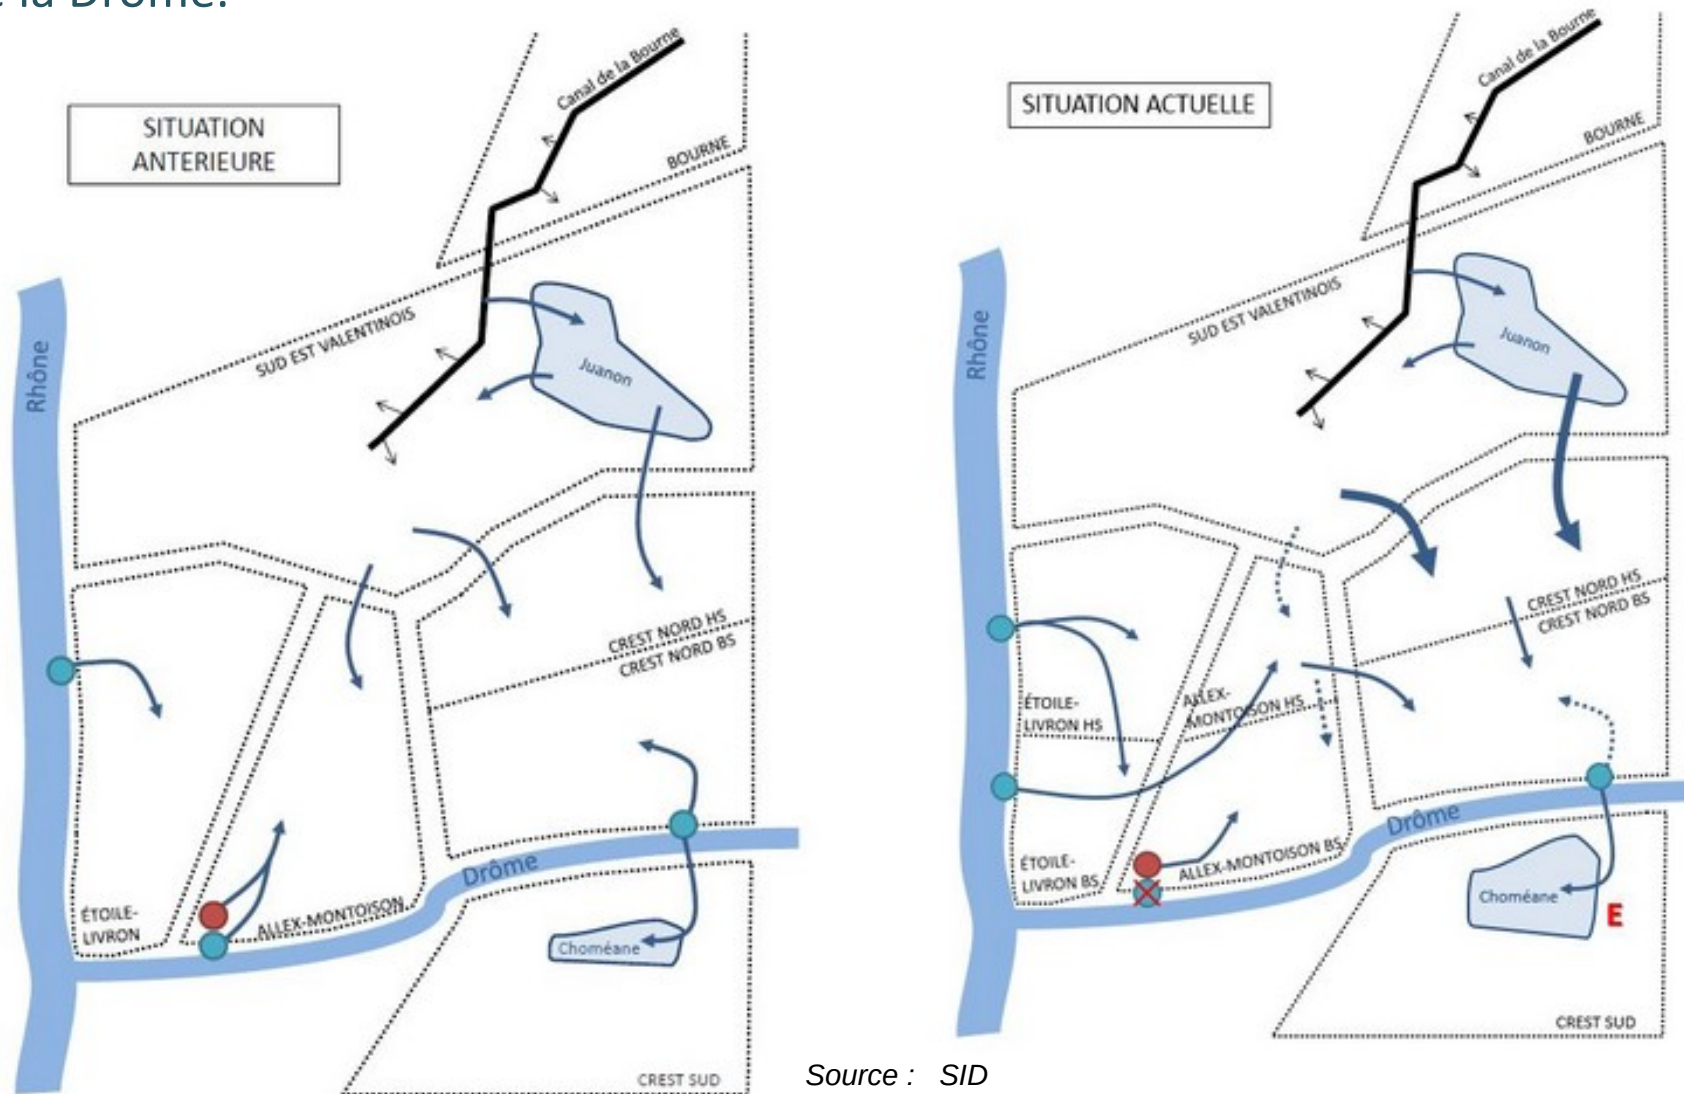 e la Drôme.
SITUATION
ANTERIEURE
Canal de la Bourne
BOURNE
SUD EST VALENTINOIS
Rhône
Juanon
CREST NORD HS
CREST NORD BS
ÉTOILE-
LIVRON
ALLEX-MONTOISON
Drôme
Choméane
CREST SUD
SITUATION ACTUELLE
Canal de la Bourne
BOURNE
SUD EST VALENTINOIS
Rhône
Juanon
CREST NORD HS
CREST NORD BS
ÉTOILE-
LIVRON HS
ALLEX-
MONTOISON HS
ÉTOILE-
LIVRON BS
ALLEX-MONTOISON BS
Drôme
Choméane
E
CREST SUD
Source : SID